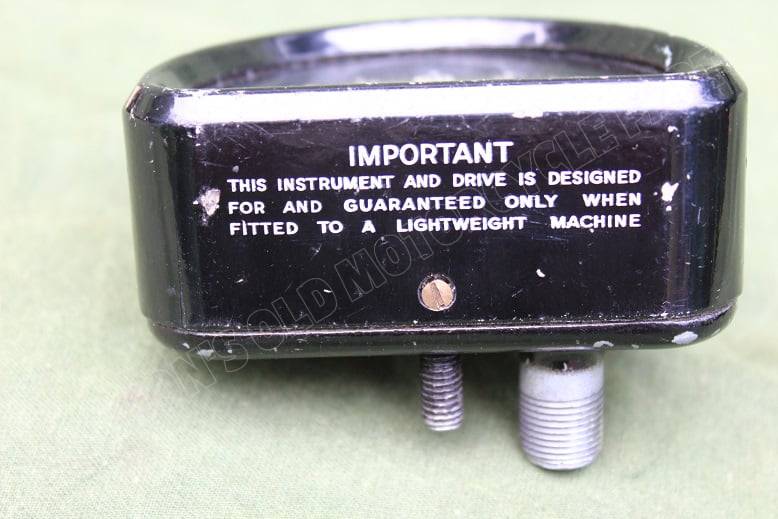 IMPORTANT
THIS INSTRUMENT AND DRIVE IS DESIGNED
FOR AND GUARANTEED ONLY WHEN
FITTED TO A LIGHTWEIGHT MACHINE